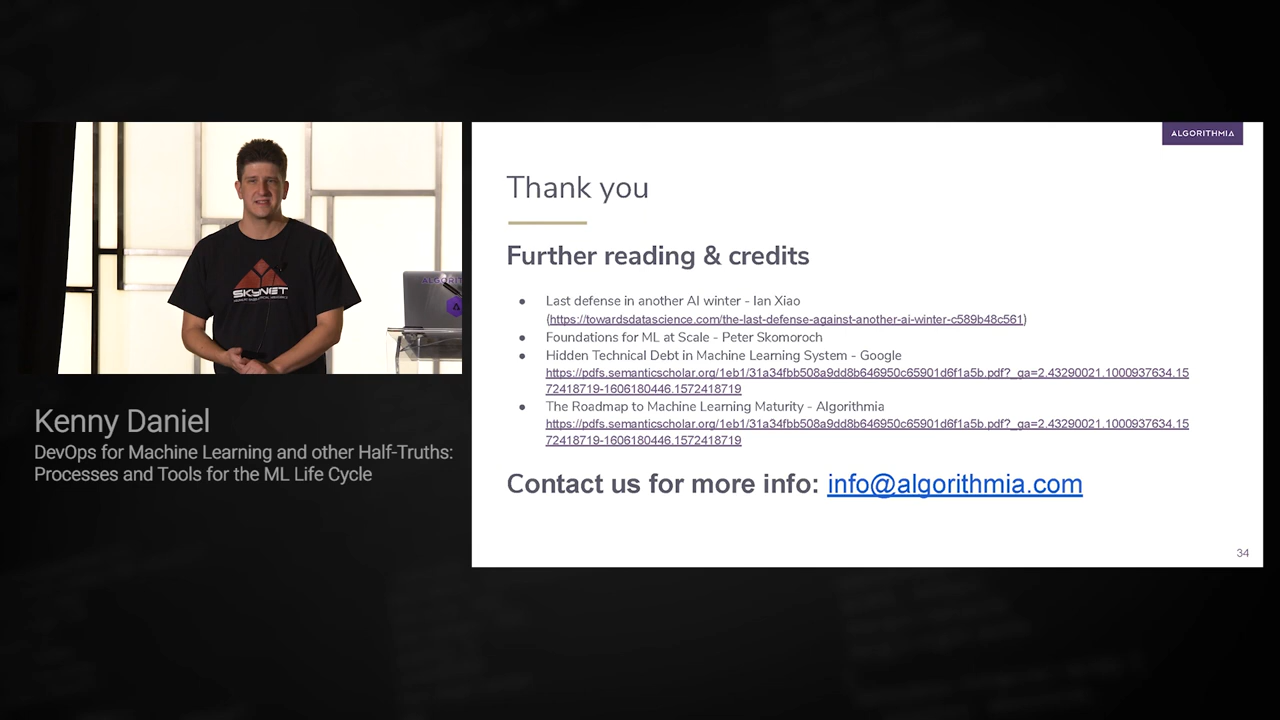 ALGORITHMIA
Thank you
Further reading & credits
● Last defense in another AI winter - Ian Xiao
(https://towardsdatascience.com/the-last-defense-against-another-ai-winter-c589b48c561)
● Foundations for ML at Scale - Peter Skomoroch
● Hidden Technical Debt in Machine Learning System - Google
https://pdfs.semanticscholar.org/1eb1/31a34fbb508a9dd8b646950c65901d6f1a5b.pdf?_ga=2.43290021.1000937634.15
72418719-1606180446.1572418719
● The Roadmap to Machine Learning Maturity - Algorithmia
https://pdfs.semanticscholar.org/1eb1/31a34fbb508a9dd8b646950c65901d6f1a5b.pdf?_ga=2.43290021.1000937634.15
72418719-1606180446.1572418719
Contact us for more info: info@algorithmia.com
34
SKYNET
Kenny Daniel
DevOps for Machine Learning and other Half-Truths:
Processes and Tools for the ML Life Cycle